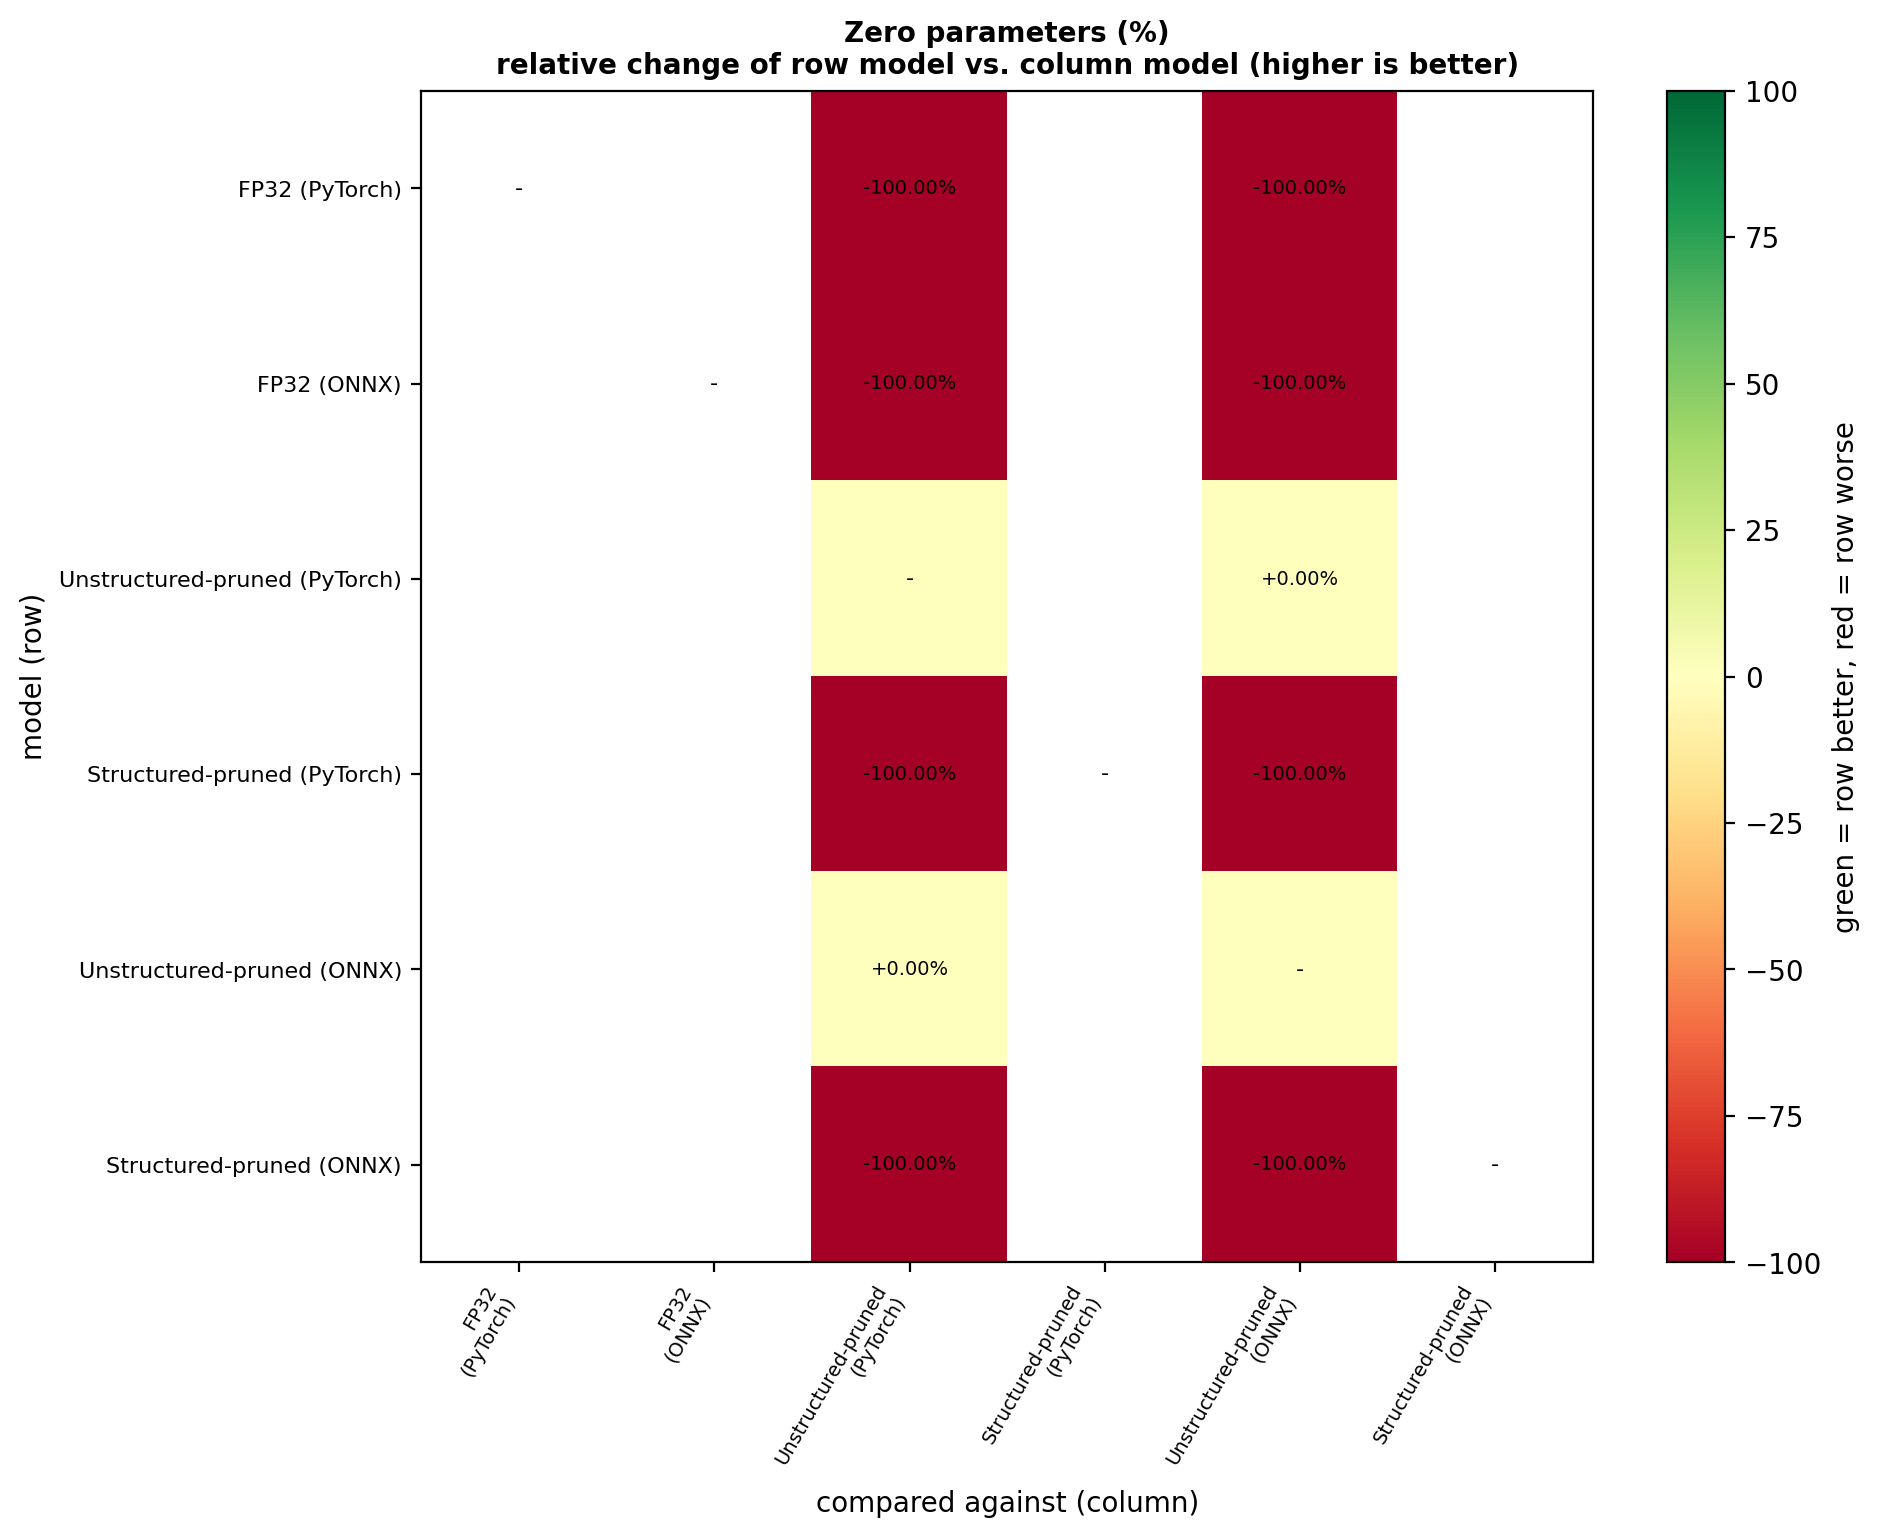 Zero parameters (%)
relative change of row model vs. column model (higher is better)
FP32 (PyTorch)
-
-100.00%
-100.00%
FP32 (ONNX)
-
-100.00%
-100.00%
Unstructured-pruned (PyTorch)
-
+0.00%
Structured-pruned (PyTorch)
-100.00%
-
-100.00%
Unstructured-pruned (ONNX)
+0.00%
-
Structured-pruned (ONNX)
-100.00%
-100.00%
-
model (row)
FP32
(PyTorch)
FP32
(ONNX)
Unstructured-pruned
(PyTorch)
Structured-pruned
(PyTorch)
Unstructured-pruned
(ONNX)
Structured-pruned
(ONNX)
compared against (column)
100
75
50
25
0
−25
−50
−75
−100
green = row better, red = row worse